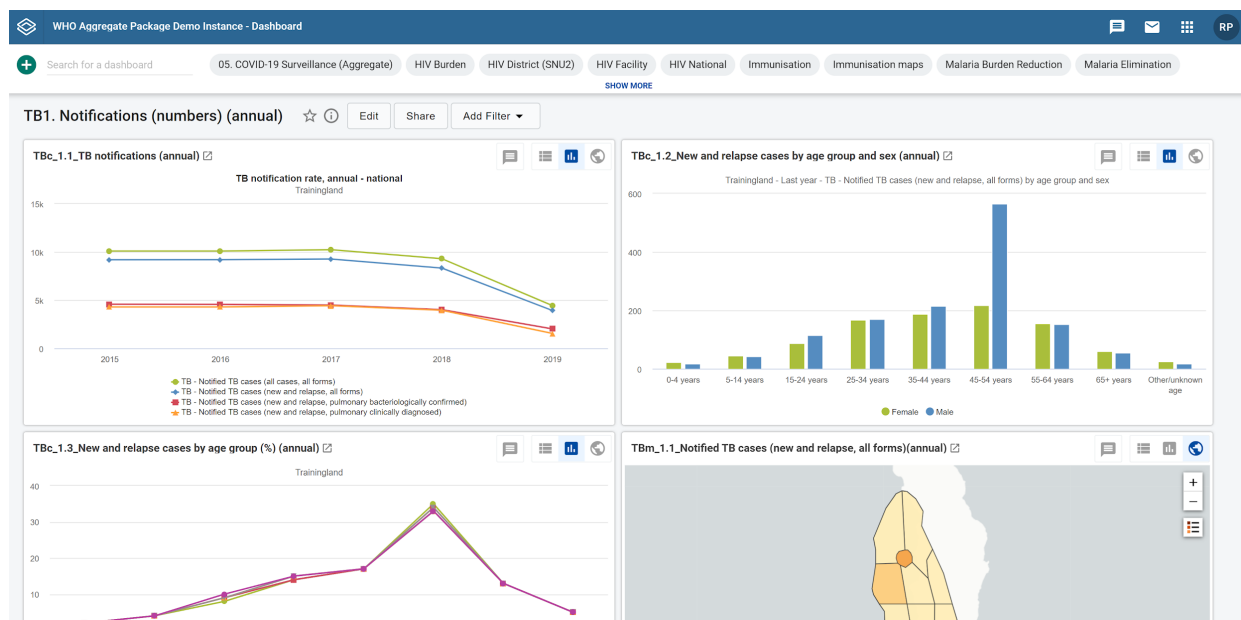 WHO Aggregate Package Demo Instance - Dashboard
RP
Search for a dashboard
05. COVID-19 Surveillance (Aggregate)
HIV Burden
HIV District (SNU2)
HIV Facility
HIV National
Immunisation
Immunisation maps
Malaria Burden Reduction
Malaria Elimination
SHOW MORE
TB1. Notifications (numbers) (annual)
Edit
Share
Add Filter
TBc_1.1_TB notifications (annual)
TB notification rate, annual - national
Trainingland
15k
10k
5k
0
2015 2016 2017 2018 2019
TB - Notified TB cases (all cases, all forms)
TB - Notified TB cases (new and relapse, all forms)
TB - Notified TB cases (new and relapse, pulmonary bacteriologically confirmed)
TB - Notified TB cases (new and relapse, pulmonary clinically diagnosed)
TBc_1.2_New and relapse cases by age group and sex (annual)
Trainingland - Last year - TB - Notified TB cases (new and relapse, all forms) by age group and sex
600
400
200
0
0-4 years 5-14 years 15-24 years 25-34 years 35-44 years 45-54 years 55-64 years 65+ years Other/unknown
age
Female Male
TBc_1.3_New and relapse cases by age group (%) (annual)
Trainingland
40
30
20
10
TBm_1.1_Notified TB cases (new and relapse, all forms)(annual)
+
−